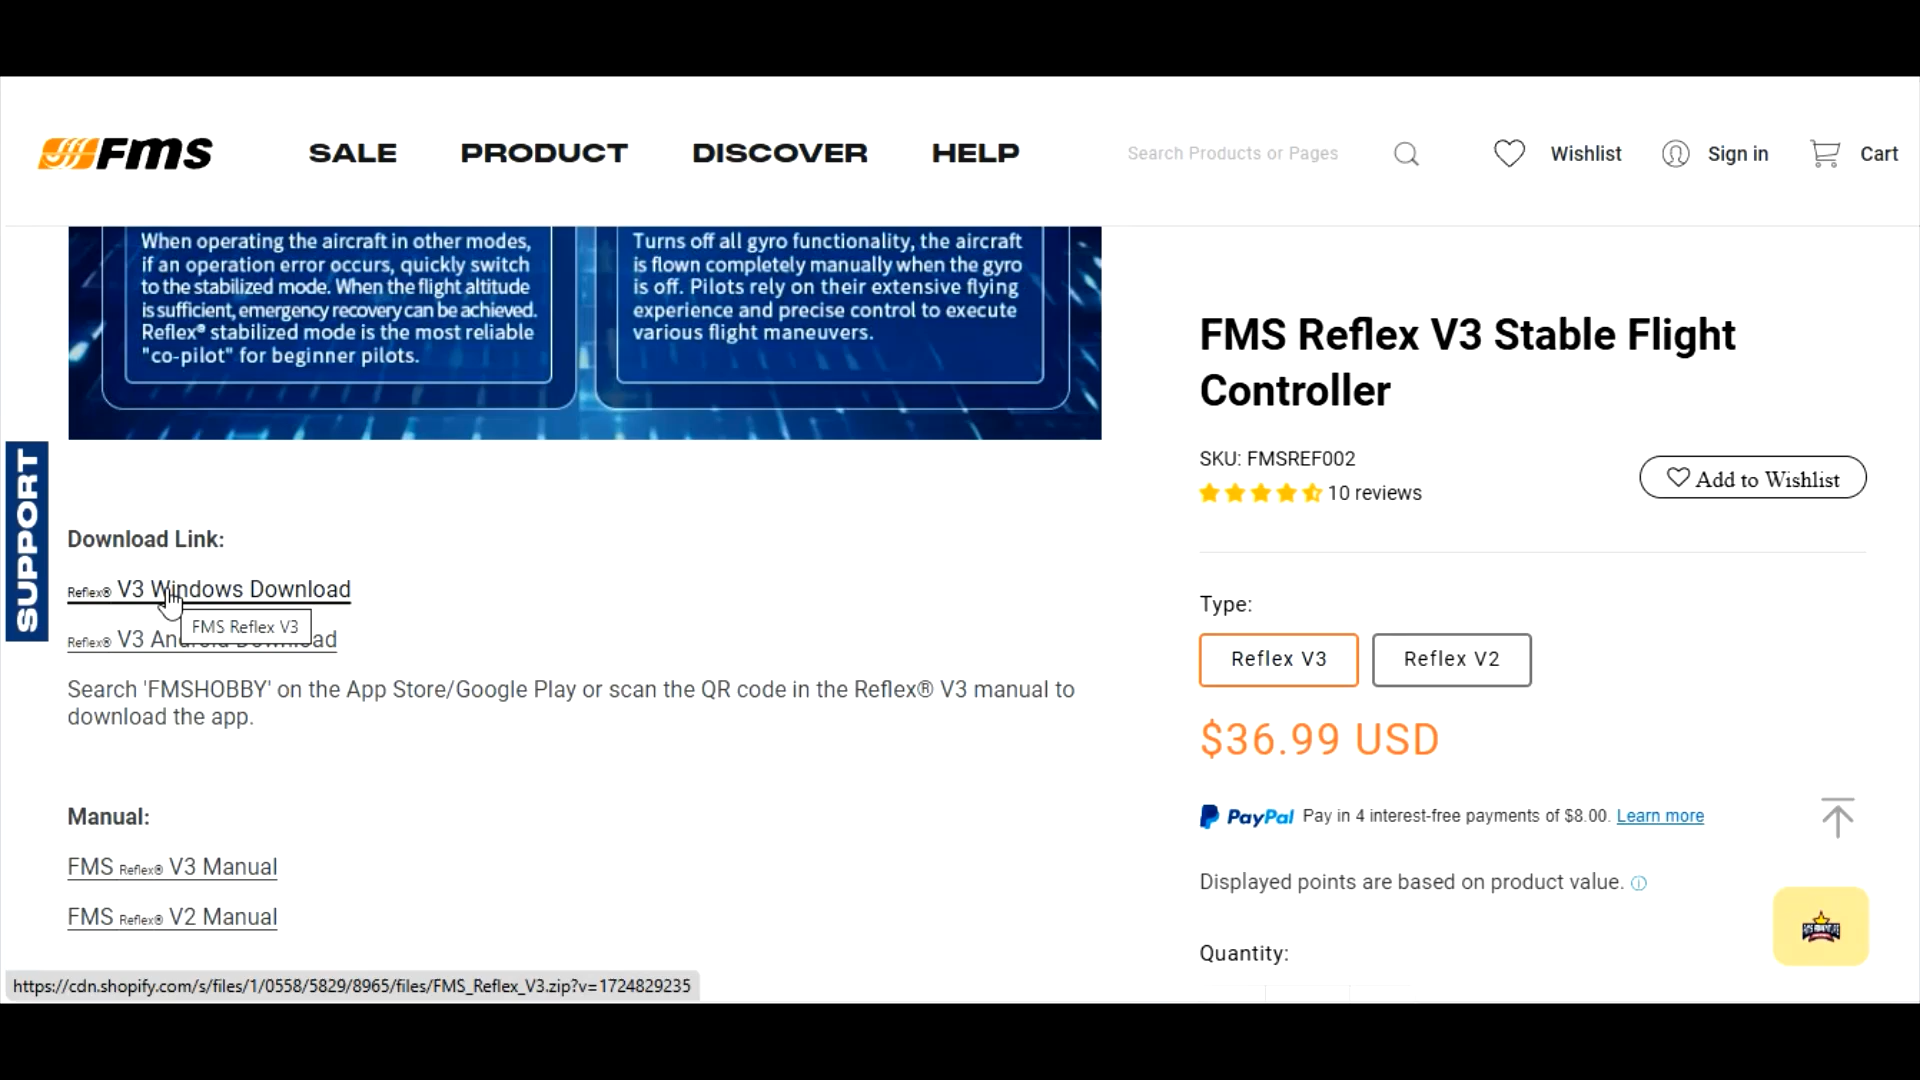 Fms
SALE PRODUCT DISCOVER HELP
Search Products or Pages
Wishlist
Sign in
Cart
When operating the aircraft in other modes,
if an operation error occurs, quickly switch
to the stabilized mode. When the flight altitude
is sufficient, emergency recovery can be achieved.
Reflex® stabilized mode is the most reliable
"co-pilot" for beginner pilots.
Turns off all gyro functionality, the aircraft
is flown completely manually when the gyro
is off. Pilots rely on their extensive flying
experience and precise control to execute
various flight maneuvers.
SUPPORT
Download Link:
Reflex® V3 Windows Download
FMS Reflex V3
Reflex® V3 Android Download
Search 'FMSHOBBY' on the App Store/Google Play or scan the QR code in the Reflex® V3 manual to
download the app.
Manual:
FMS Reflex® V3 Manual
FMS Reflex® V2 Manual
https://cdn.shopify.com/s/files/1/0558/5829/8965/files/FMS_Reflex_V3.zip?v=1724829235
FMS Reflex V3 Stable Flight
Controller
SKU: FMSREF002
10 reviews
Add to Wishlist
Type:
Reflex V3
Reflex V2
$36.99 USD
PayPal Pay in 4 interest-free payments of $8.00. Learn more
Displayed points are based on product value.
Quantity: